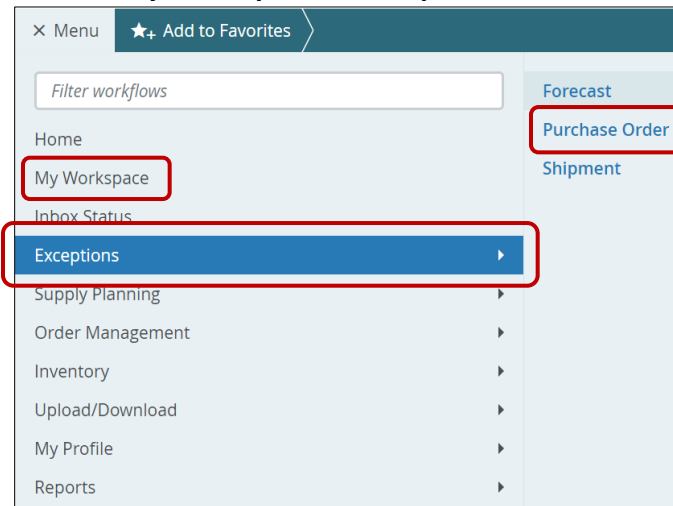 × Menu
Add to Favorites
Filter workflows
Home
My Workspace
Inbox Status
Exceptions
Supply Planning
Order Management
Inventory
Upload/Download
My Profile
Reports
Forecast
Purchase Order
Shipment